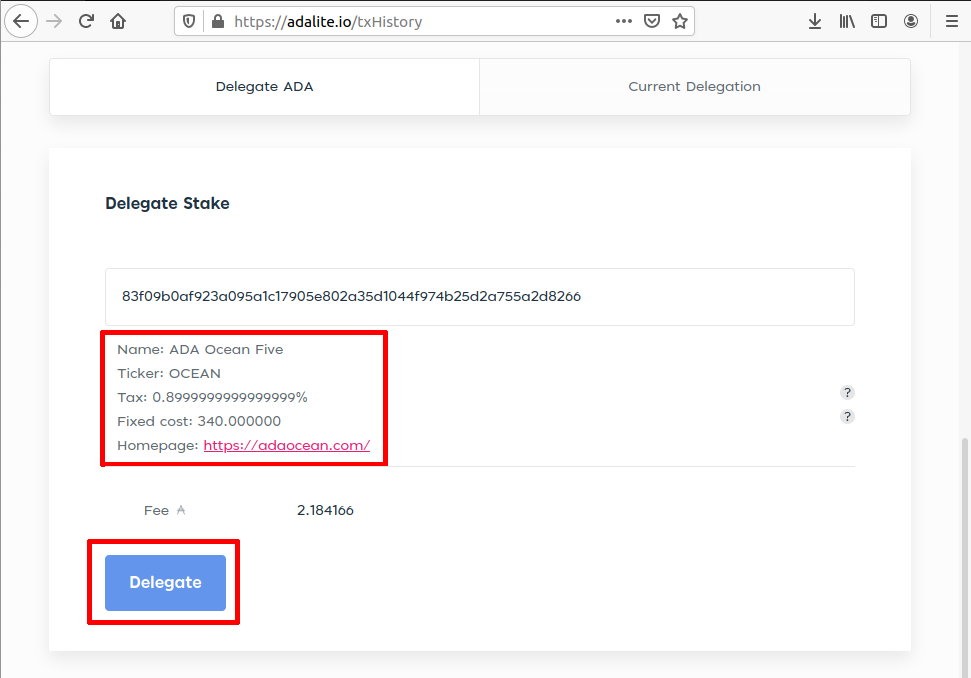 https://adalite.io/txHistory
Delegate ADA
Current Delegation
Delegate Stake
83f09b0af923a095a1c17905e802a35d1044f974b25d2a755a2d8266
Name: ADA Ocean Five
Ticker: OCEAN
Tax: 0.8999999999999999%
?
Fixed cost: 340.000000
?
Homepage: https://adaocean.com/
Fee ₳ 2.184166
Delegate